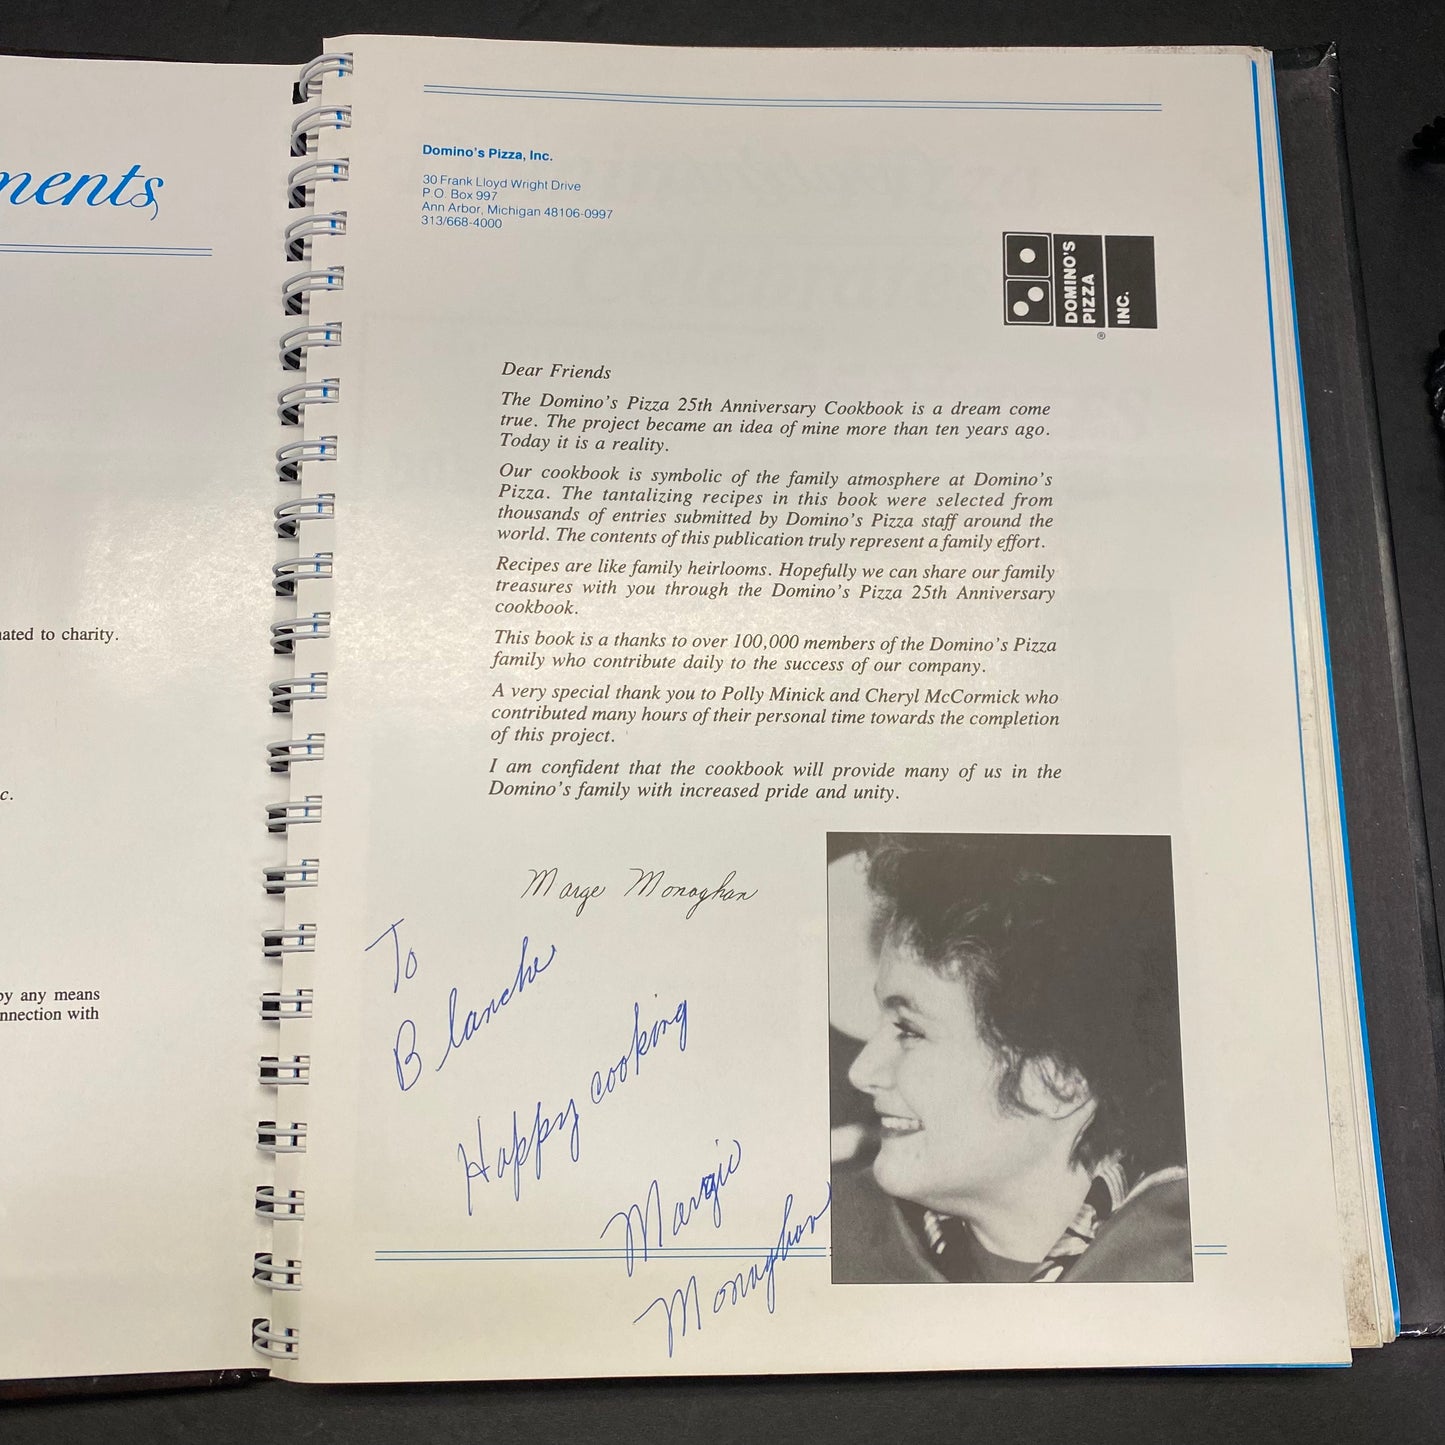 ments
ated to charity.
c.
by any means
nnection with
Domino's Pizza, Inc.
30 Frank Lloyd Wright Drive
P.O. Box 997
Ann Arbor, Michigan 48106-0997
313/668-4000
DOMINO'S
PIZZA
INC.
®
Dear Friends
The Domino's Pizza 25th Anniversary Cookbook is a dream come
true. The project became an idea of mine more than ten years ago.
Today it is a reality.
Our cookbook is symbolic of the family atmosphere at Domino's
Pizza. The tantalizing recipes in this book were selected from
thousands of entries submitted by Domino's Pizza staff around the
world. The contents of this publication truly represent a family effort.
Recipes are like family heirlooms. Hopefully we can share our family
treasures with you through the Domino's Pizza 25th Anniversary
cookbook.
This book is a thanks to over 100,000 members of the Domino's Pizza
family who contribute daily to the success of our company.
A very special thank you to Polly Minick and Cheryl McCormick who
contributed many hours of their personal time towards the completion
of this project.
I am confident that the cookbook will provide many of us in the
Domino's family with increased pride and unity.
Marge Monaghan
To
Blanche
Happy cooking
Margie
Monaghan